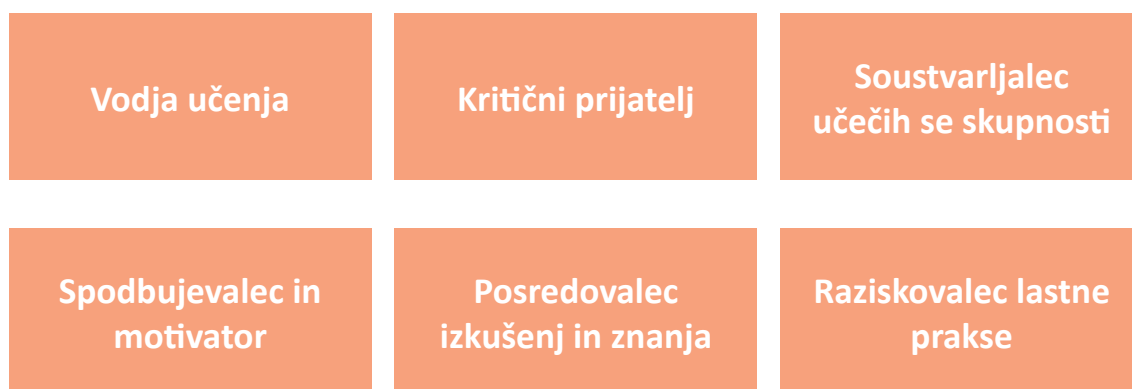 Vodja učenja
Kritični prijatelj
Soustvarljalec
učečih se skupnosti
Spodbujevalec in
motivator
Posredovalec
izkušenj in znanja
Raziskovalec lastne
prakse